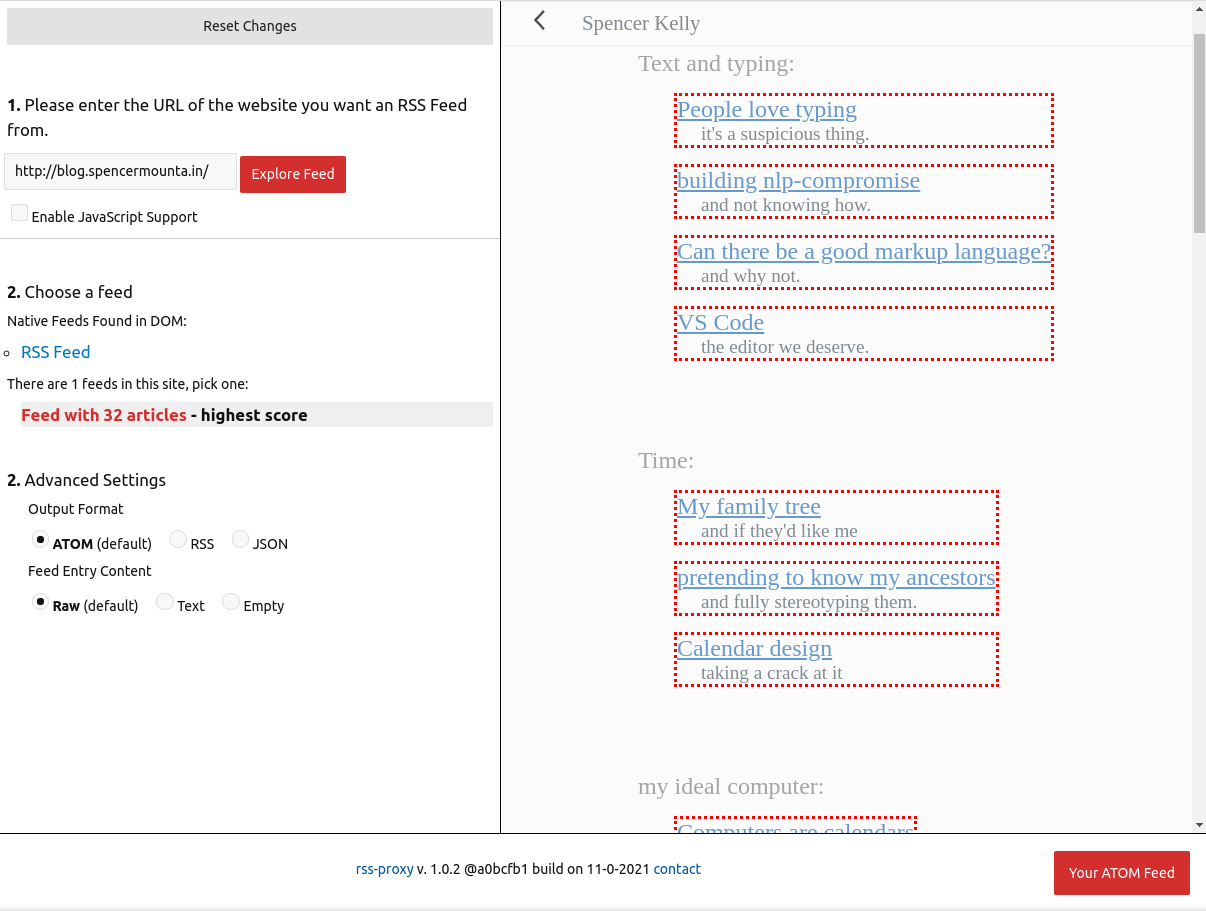 Reset Changes
1. Please enter the URL of the website you want an RSS Feed
from.
http://blog.spencermounta.in/
Explore Feed
Enable JavaScript Support
2. Choose a feed
Native Feeds Found in DOM:
RSS Feed
There are 1 feeds in this site, pick one:
Feed with 32 articles - highest score
2. Advanced Settings
Output Format
ATOM (default) RSS JSON
Feed Entry Content
Raw (default) Text Empty
Spencer Kelly
Text and typing:
People love typing
it's a suspicious thing.
building nlp-compromise
and not knowing how.
Can there be a good markup language?
and why not.
VS Code
the editor we deserve.
Time:
My family tree
and if they'd like me
pretending to know my ancestors
and fully stereotyping them.
Calendar design
taking a crack at it
my ideal computer:
Computers are calendars
rss-proxy v. 1.0.2 @a0bcfb1 build on 11-0-2021 contact
Your ATOM Feed